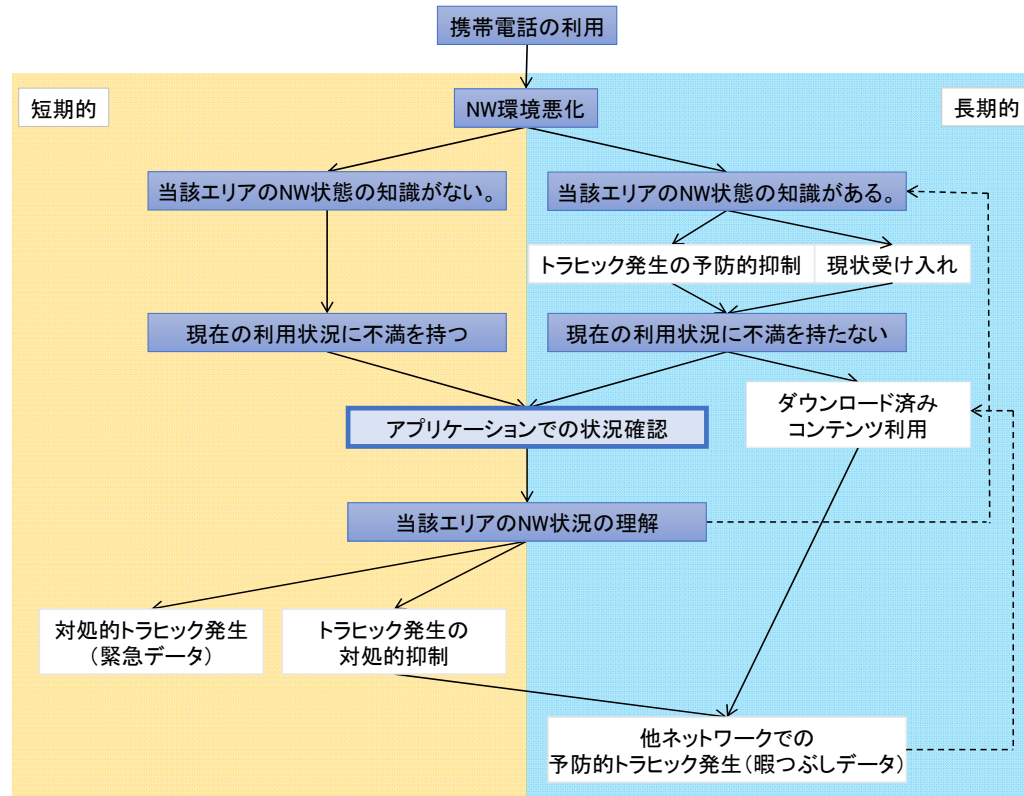 携帯電話の利用
短期的
NW環境悪化
長期的
当該エリアのNW状態の知識がない。
当該エリアのNW状態の知識がある。
トラヒック発生の予防的抑制
現状受け入れ
現在の利用状況に不満を持つ
現在の利用状況に不満を持たない
アプリケーションでの状況確認
ダウンロード済み
コンテンツ利用
当該エリアのNW状況の理解
対処的トラヒック発生
（緊急データ）
トラヒック発生の
対処的抑制
他ネットワークでの
予防的トラヒック発生（暇つぶしデータ）